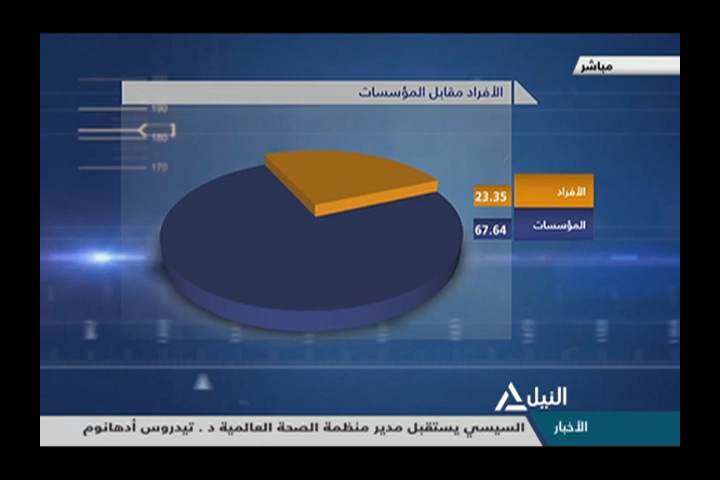 مباشر
الأفراد مقابل المؤسسات
190
180
170
الأفراد 23.35
المؤسسات 67.64
النيل
الأخبار
السيسي يستقبل مدير منظمة الصحة العالمية د . تيدروس أدهانوم